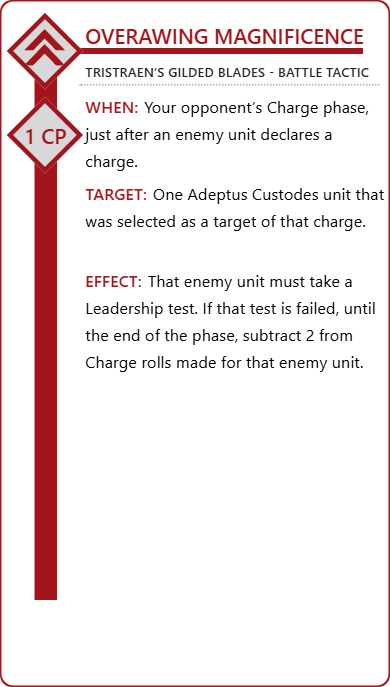 OVERAWING MAGNIFICENCE
TRISTRAEN’S GILDED BLADES - BATTLE TACTIC
1 CP
WHEN: Your opponent’s Charge phase,
just after an enemy unit declares a
charge.
TARGET: One Adeptus Custodes unit that
was selected as a target of that charge.
EFFECT: That enemy unit must take a
Leadership test. If that test is failed, until
the end of the phase, subtract 2 from
Charge rolls made for that enemy unit.